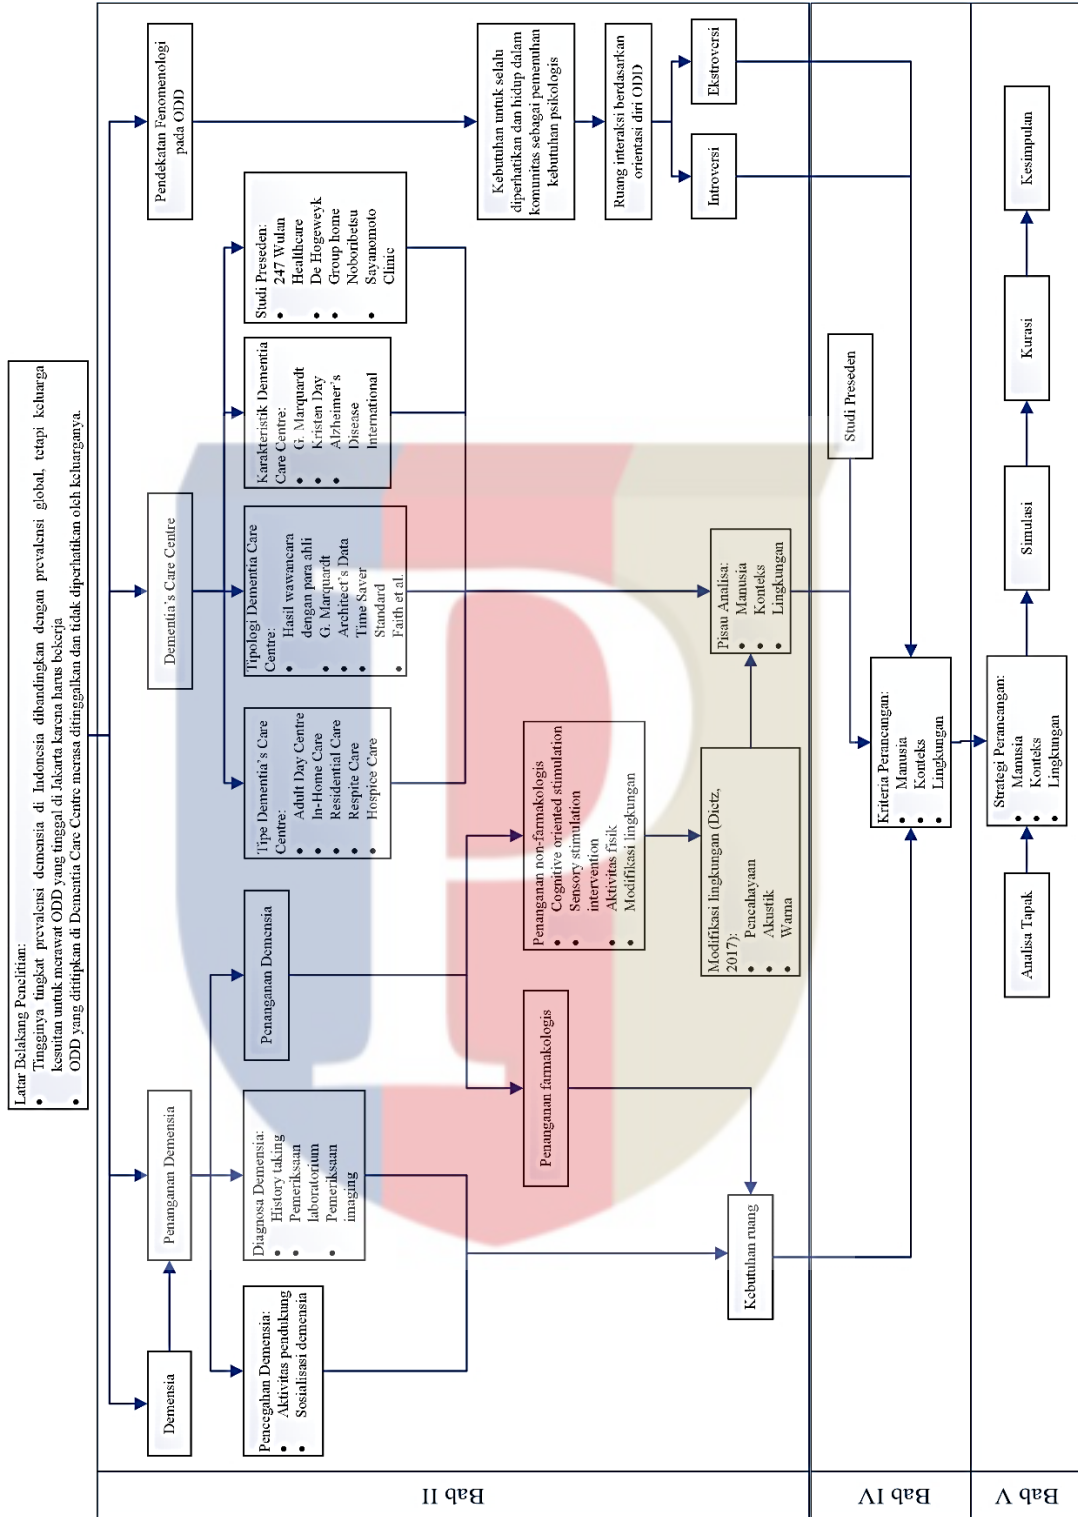 Latar Belakang Penelitian:
• Tingginya tingkat prevalensi demensia di Indonesia dibandingkan dengan prevalensi global, tetapi keluarga
kesuitan untuk merawat ODD yang tinggal di Jakarta karena harus bekerja
• ODD yang dititipkan di Dementia Care Centre merasa ditinggalkan dan tidak diperhatikan oleh keluarganya.
Bab II
Demensia
Penanganan Demensia
Dementia's Care Centre
Pendekatan Fenomenologi
pada ODD
Pencegahan Demensia:
• Aktivitas pendukung
• Sosialisasi demensia
Diagnosa Demensia:
• History taking
• Pemeriksaan
laboratorium
• Pemeriksaan
imaging
Penanganan Demensia
Tipe Dementia's Care
Centre:
• Adult Day Centre
• In-Home Care
• Residential Care
• Respite Care
• Hospice Care
Tipologi Dementia Care
Centre:
• Hasil wawancara
dengan para ahli
• G. Marquardt
• Architect's Data
• Time Saver
Standard
• Faith et al.
Karakteristik Dementia
Care Centre:
• G. Marquardt
• Kristen Day
• Alzheimer's
Disease
International
Studi Preseden:
• 247 Wulan
Healthcare
• De Hogeweyk
• Group home
Noboribetsu
• Sayanomoto
Clinic
Penanganan farmakologis
Penanganan non-farmakologis
• Cognitive oriented stimulation
• Sensory stimulation
intervention
• Aktivitas fisik
• Modifikasi lingkungan
Kebutuhan untuk selalu
diperhatikan dan hidup dalam
komunitas sebagai pemenuhan
kebutuhan psikologis
Ruang interaksi berdasarkan
orientasi diri ODD
Kebutuhan ruang
Modifikasi lingkungan (Dietz,
2017):
• Pencahayaan
• Akustik
• Warna
Pisau Analisa:
• Manusia
• Konteks
• Lingkungan
Introversi
Ekstroversi
Bab IV
Studi Preseden
Kriteria Perancangan:
• Manusia
• Konteks
• Lingkungan
Bab V
Analisa Tapak
Strategi Perancangan:
• Manusia
• Konteks
• Lingkungan
Simulasi
Kurasi
Kesimpulan